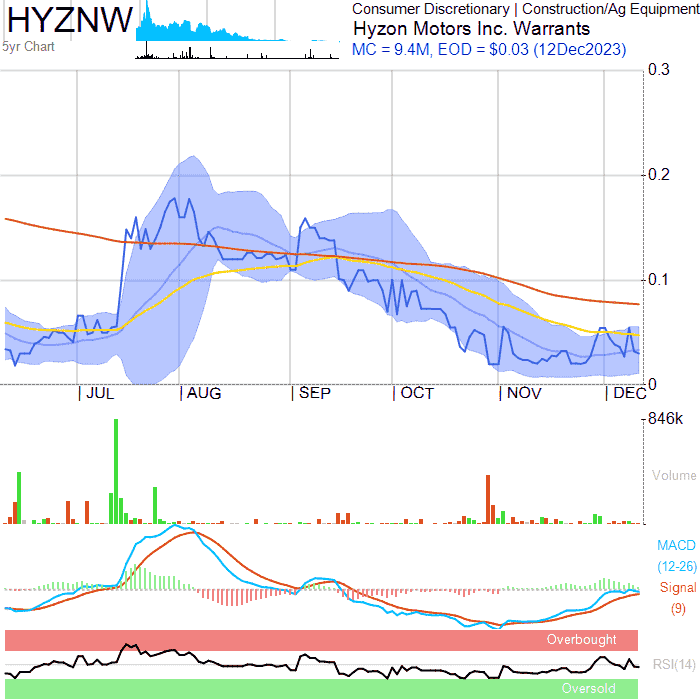 HYZNW
5yr Chart
Consumer Discretionary | Construction/Ag Equipment
Hyzon Motors Inc. Warrants
MC = 9.4M, EOD = $0.03 (12Dec2023)
0.3
0.2
0.1
0
JUL AUG SEP OCT NOV DEC
846k
Volume
MACD
(12-26)
Signal
(9)
Overbought
RSI(14)
Oversold